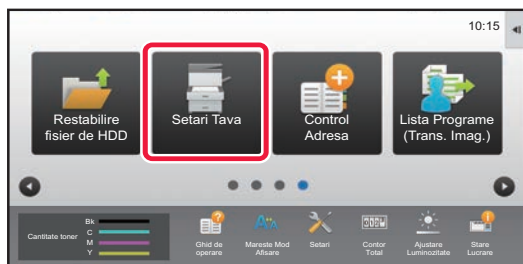 10:15
Restabilire
fisier de HDD
Setari Tava
Control
Adresa
Lista Programe
(Trans. Imag.)
Cantitate toner
Bk
C
M
Y
Ghid de
operare
Mareste Mod
Afisare
Setari
Contor
Total
Ajustare
Luminozitate
Stare
Lucrare